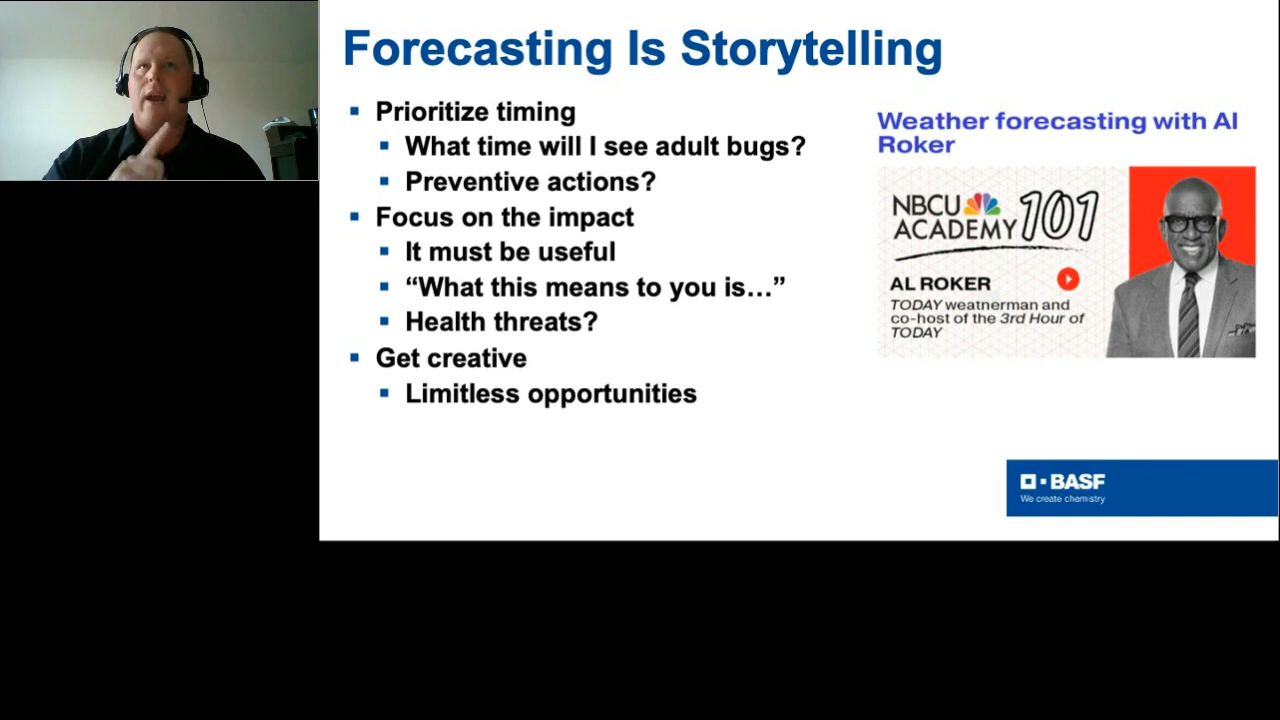 Forecasting Is Storytelling
Prioritize timing
What time will I see adult bugs?
Preventive actions?
Focus on the impact
It must be useful
“What this means to you is…”
Health threats?
Get creative
Limitless opportunities
Weather forecasting with Al
Roker
NBCU
ACADEMY 101
AL ROKER
TODAY weatnerman and
co-host of the 3rd Hour of
TODAY
BASF
We create chemistry